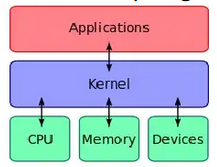 Applications
Kernel
CPU Memory Devices